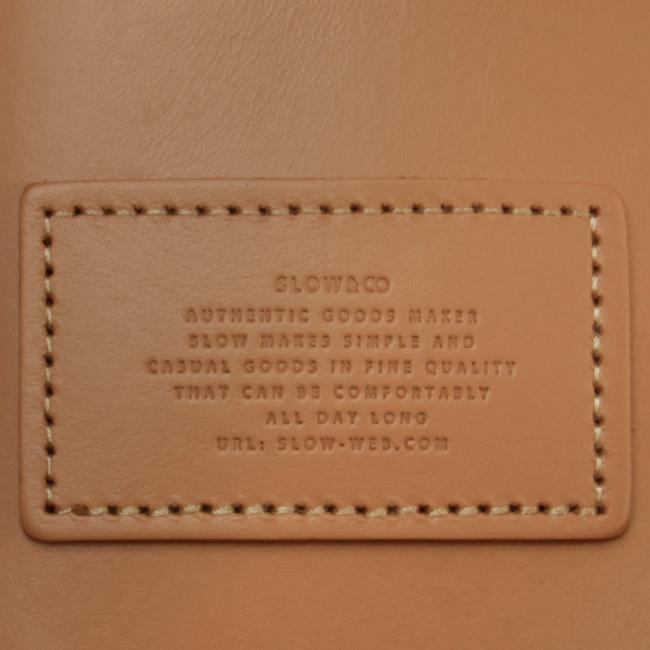 SLOW&CO
AUTHENTIC GOODS MAKER
SLOW MAKES SIMPLE AND
CASUAL GOODS IN FINE QUALITY
THAT CAN BE COMFORTABLY
ALL DAY LONG
URL: SLOW-WEB.COM